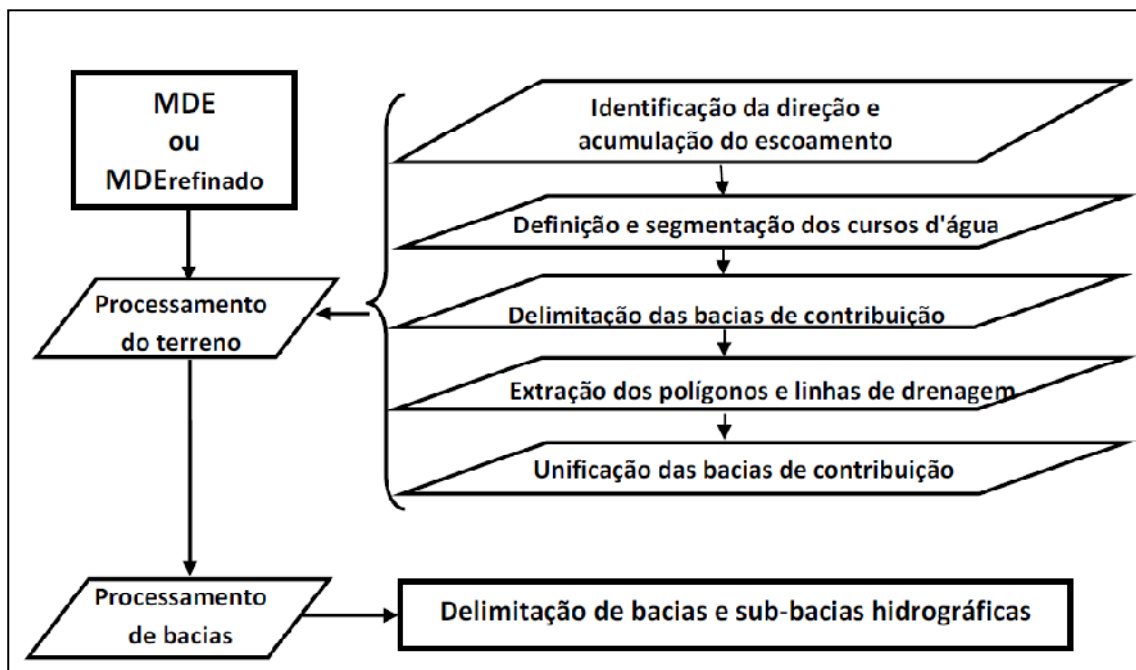 MDE
ou
MDErefinado
Processamento
do terreno
Identificação da direção e
acumulação do escoamento
Definição e segmentação dos cursos d'água
Delimitação das bacias de contribuição
Extração dos polígonos e linhas de drenagem
Unificação das bacias de contribuição
Processamento
de bacias
Delimitação de bacias e sub-bacias hidrográficas